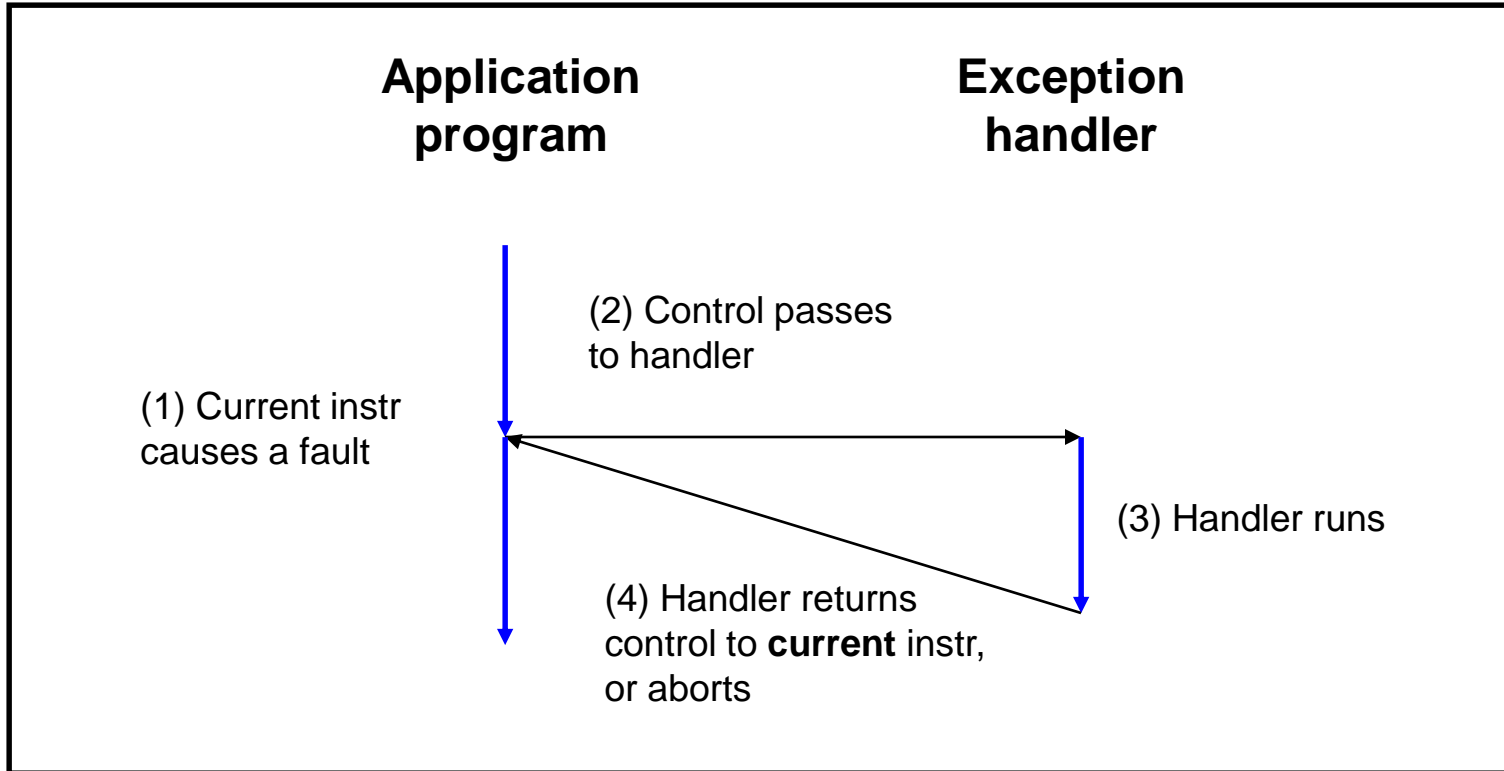 Application
program
Exception
handler
(2) Control passes
to handler
(1) Current instr
causes a fault
(3) Handler runs
(4) Handler returns
control to current instr,
or aborts